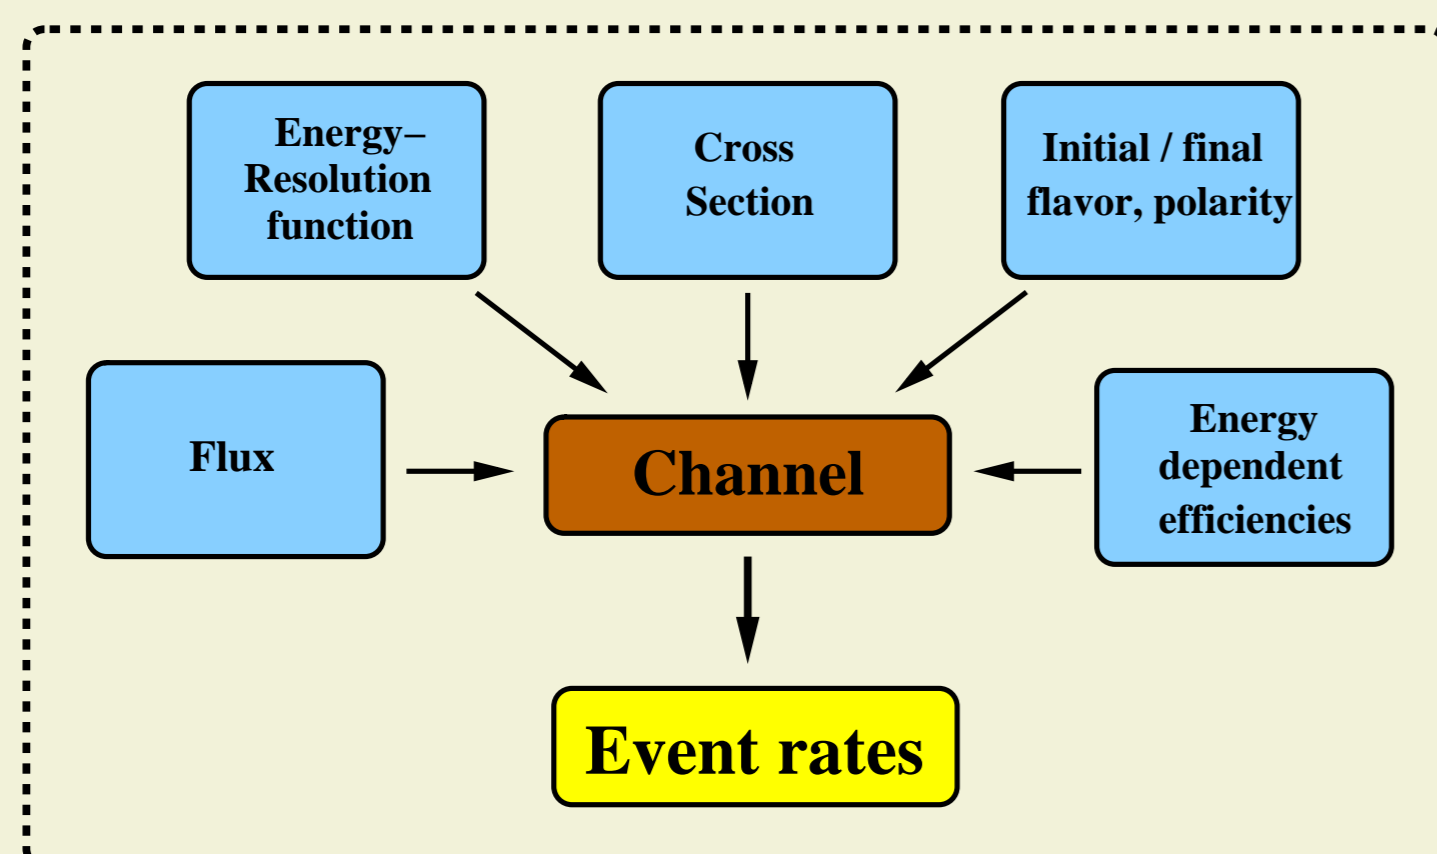 Energy–
Resolution
function
Cross
Section
Initial / final
flavor, polarity
Flux
Channel
Energy
dependent
efficiencies
Event rates